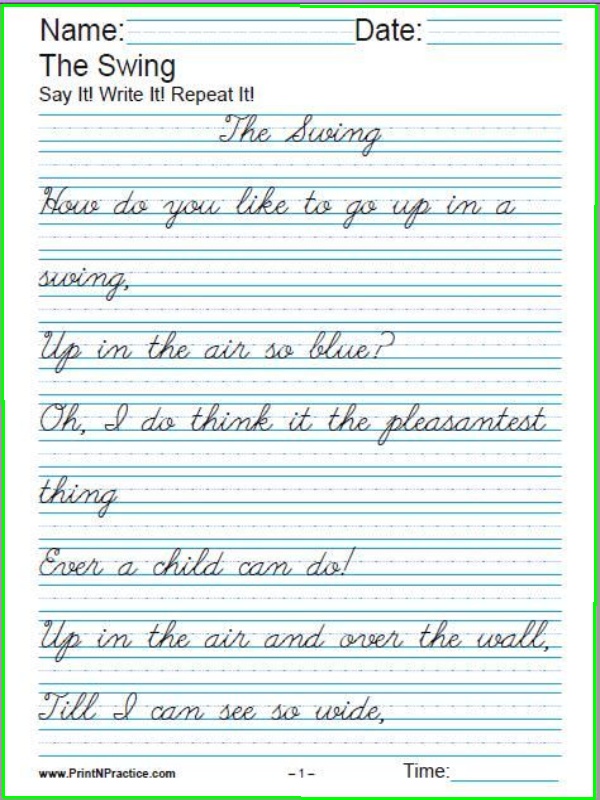 Name: Date:
The Swing
Say It! Write It! Repeat It!
The Swing
How do you like to go up in a
swing,
Up in the air so blue?
Oh, I do think it the pleasantest
thing
Ever a child can do!
Up in the air and over the wall,
Till I can see so wide,
www.PrintNPractice.com – 1 – Time: